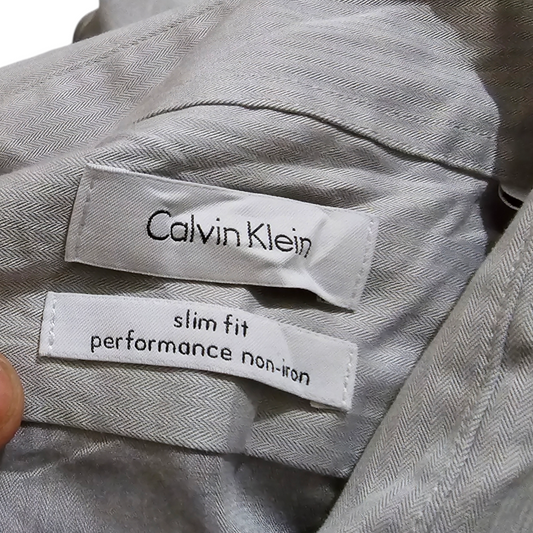 Calvin Klein
slim fit
performance non-iron